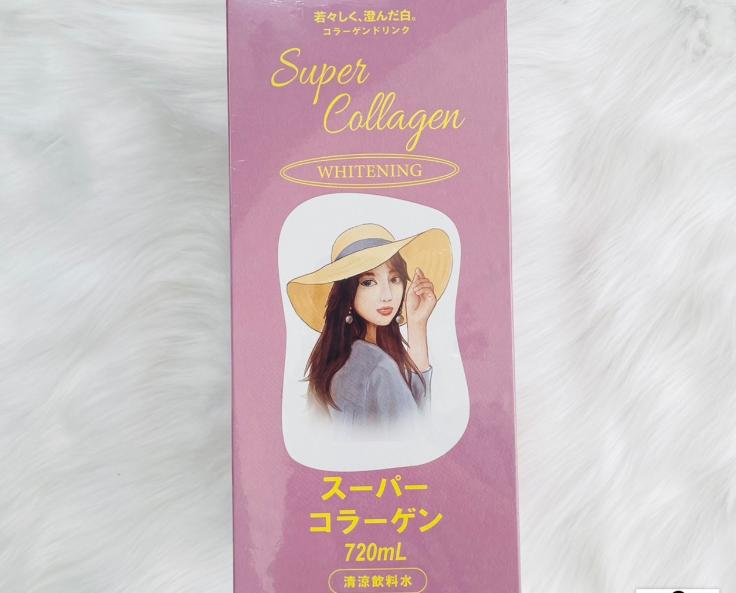 若々しく、澄んだ白。
コラーゲンドリンク
Super
Collagen
WHITENING
スーパー
コラーゲン
720mL
清涼飲料水